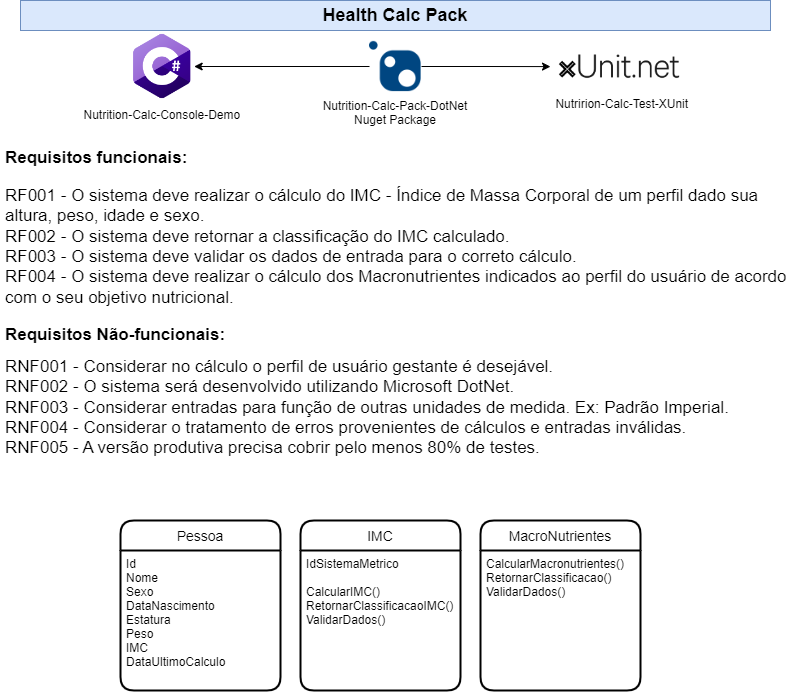 Health Calc Pack
C#
xUnit.net
Nutrition-Calc-Console-Demo
Nutrition-Calc-Pack-DotNet
Nuget Package
Nutririon-Calc-Test-XUnit
Requisitos funcionais:
RF001 - O sistema deve realizar o cálculo do IMC - Índice de Massa Corporal de um perfil dado sua
altura, peso, idade e sexo.
RF002 - O sistema deve retornar a classificação do IMC calculado.
RF003 - O sistema deve validar os dados de entrada para o correto cálculo.
RF004 - O sistema deve realizar o cálculo dos Macronutrientes indicados ao perfil do usuário de acordo
com o seu objetivo nutricional.
Requisitos Não-funcionais:
RNF001 - Considerar no cálculo o perfil de usuário gestante é desejável.
RNF002 - O sistema será desenvolvido utilizando Microsoft DotNet.
RNF003 - Considerar entradas para função de outras unidades de medida. Ex: Padrão Imperial.
RNF004 - Considerar o tratamento de erros provenientes de cálculos e entradas inválidas.
RNF005 - A versão produtiva precisa cobrir pelo menos 80% de testes.
Pessoa
Id
Nome
Sexo
DataNascimento
Estatura
Peso
IMC
DataUltimoCalculo
IMC
IdSistemaMetrico
CalcularIMC()
RetornarClassificacaoIMC()
ValidarDados()
MacroNutrientes
CalcularMacronutrientes()
RetornarClassificacao()
ValidarDados()